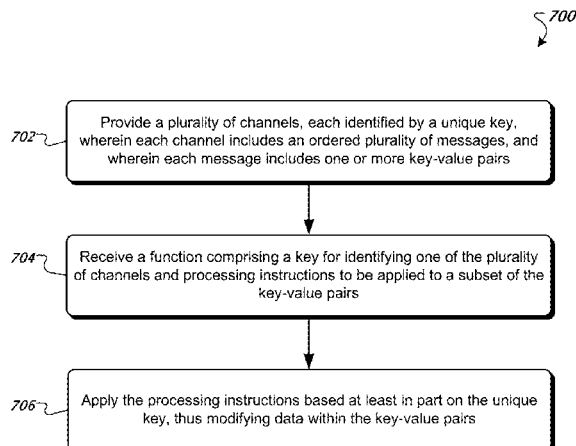 700
702
Provide a plurality of channels, each identified by a unique key,
wherein each channel includes an ordered plurality of messages, and
wherein each message includes one or more key-value pairs
704
Receive a function comprising a key for identifying one of the plurality
of channels and processing instructions to be applied to a subset of the
key-value pairs
706
Apply the processing instructions based at least in part on the unique
key, thus modifying data within the key-value pairs